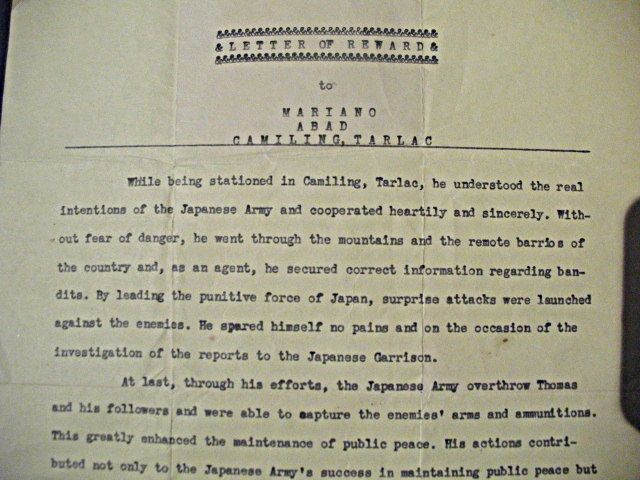 & LETTER OF REWARD &
to
MARIANO
ABAD
CAMILING, TARLAC
While being stationed in Camiling, Tarlac, he understood the real
intentions of the Japanese Army and cooperated heartily and sincerely. With-
out fear of danger, he went through the mountains and the remote barrios of
the country and, as an agent, he secured correct information regarding ban-
dits. By leading the punitive force of Japan, surprise attacks were launched
against the enemies. He spared himself no pains and on the occasion of the
investigation of the reports to the Japanese Garrison.
At last, through his efforts, the Japanese Army overthrow Thomas
and his followers and were able to capture the enemies' arms and ammunitions.
This greatly enhanced the maintenance of public peace. His actions contri-
buted not only to the Japanese Army's success in maintaining public peace but